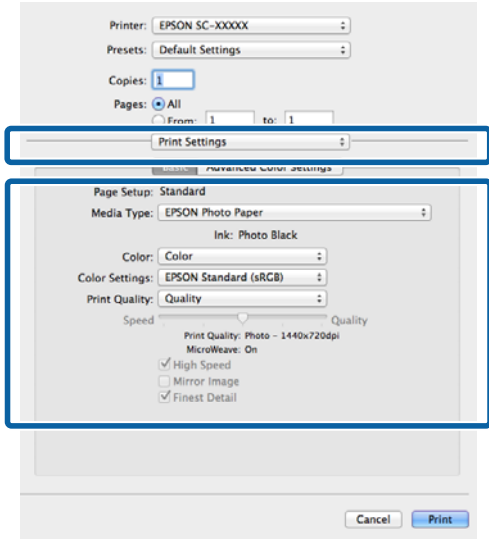 Printer: EPSON SC-XXXXX
Presets: Default Settings
Copies: 1
Pages: All
From: 1 to: 1
Print Settings
Basic Advanced Color Settings
Page Setup: Standard
Media Type: EPSON Photo Paper
Ink: Photo Black
Color: Color
Color Settings: EPSON Standard (sRGB)
Print Quality: Quality
Speed Quality
Print Quality: Photo - 1440x720dpi
MicroWeave: On
High Speed
Mirror Image
Finest Detail
Cancel Print